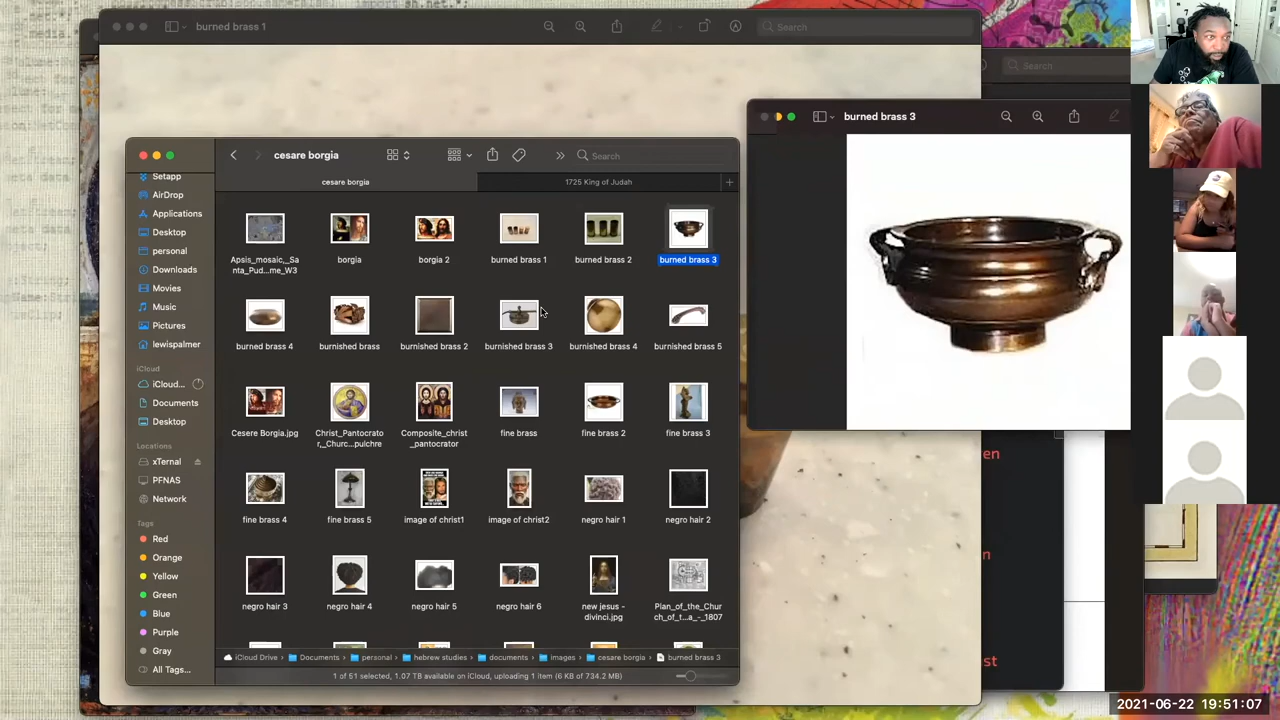 burned brass 1
Search
Search
burned brass 3
cesare borgia
Search
cesare borgia
1725 King of Judah
Setapp
AirDrop
Applications
Desktop
personal
Downloads
Movies
Music
Pictures
lewispalmer
iCloud
iCloud...
Documents
Desktop
Locations
xTernal
PFNAS
Network
Tags
Red
Orange
Yellow
Green
Blue
Purple
Gray
All Tags...
Apsis_mosaic,_Sa
nta_Pud...me_W3
borgia
borgia 2
burned brass 1
burned brass 2
burned brass 3
burned brass 4
burnished brass
burnished brass 2
burnished brass 3
burnished brass 4
burnished brass 5
Cesere Borgia.jpg
Christ_Pantocrato
r,_Churc...pulchre
Composite_christ
_pantocrator
fine brass
fine brass 2
fine brass 3
fine brass 4
fine brass 5
image of christ1
image of christ2
negro hair 1
negro hair 2
negro hair 3
negro hair 4
negro hair 5
negro hair 6
new jesus -
divinci.jpg
Plan_of_the_Chur
ch_of_t...a_-_1807
iCloud Drive › Documents › personal › hebrew studies › documents › images › cesare borgia › burned brass 3
1 of 51 selected, 1.07 TB available on iCloud, uploading 1 item (6 KB of 734.2 MB)
en
n
st
2021-06-22 19:51:07